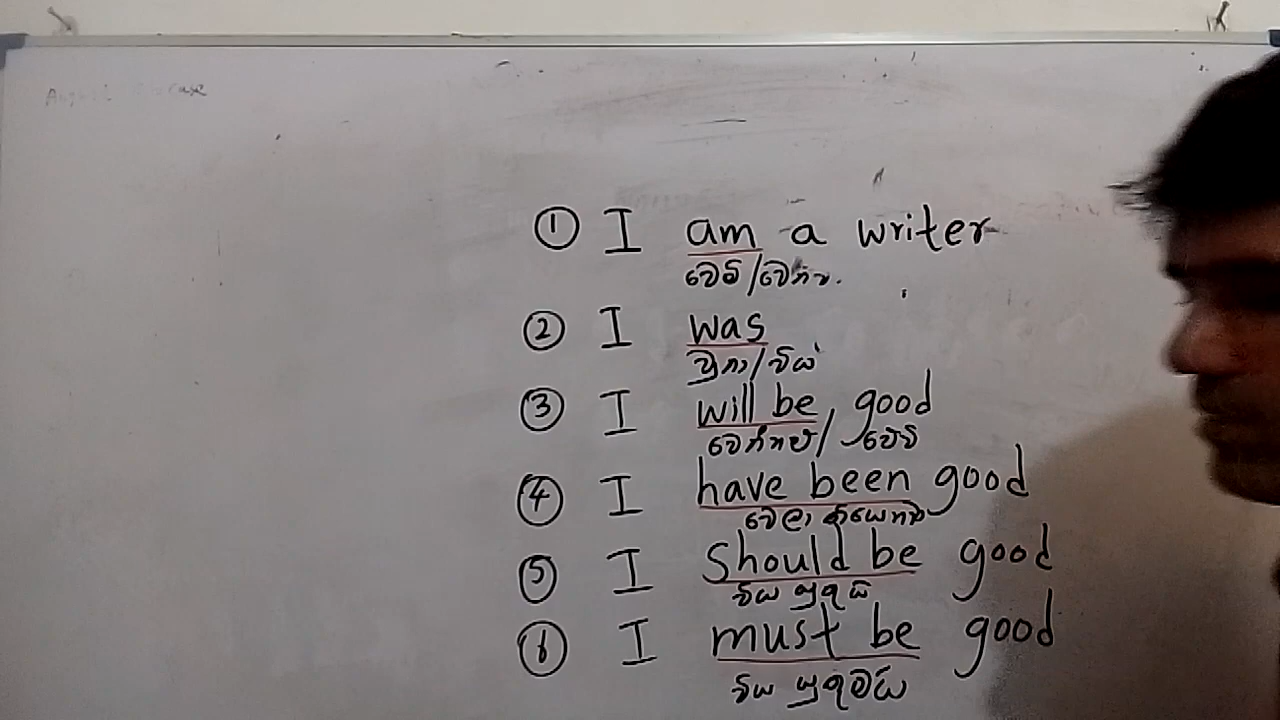 ① I am a writer
වෙමි/
② I was
වුනා/
③ I will be good
④ I have been good
වෙලා තියෙනවා
⑤ I should be good
විය යුතුයි
⑥ I must be good
විය යුතුමයි